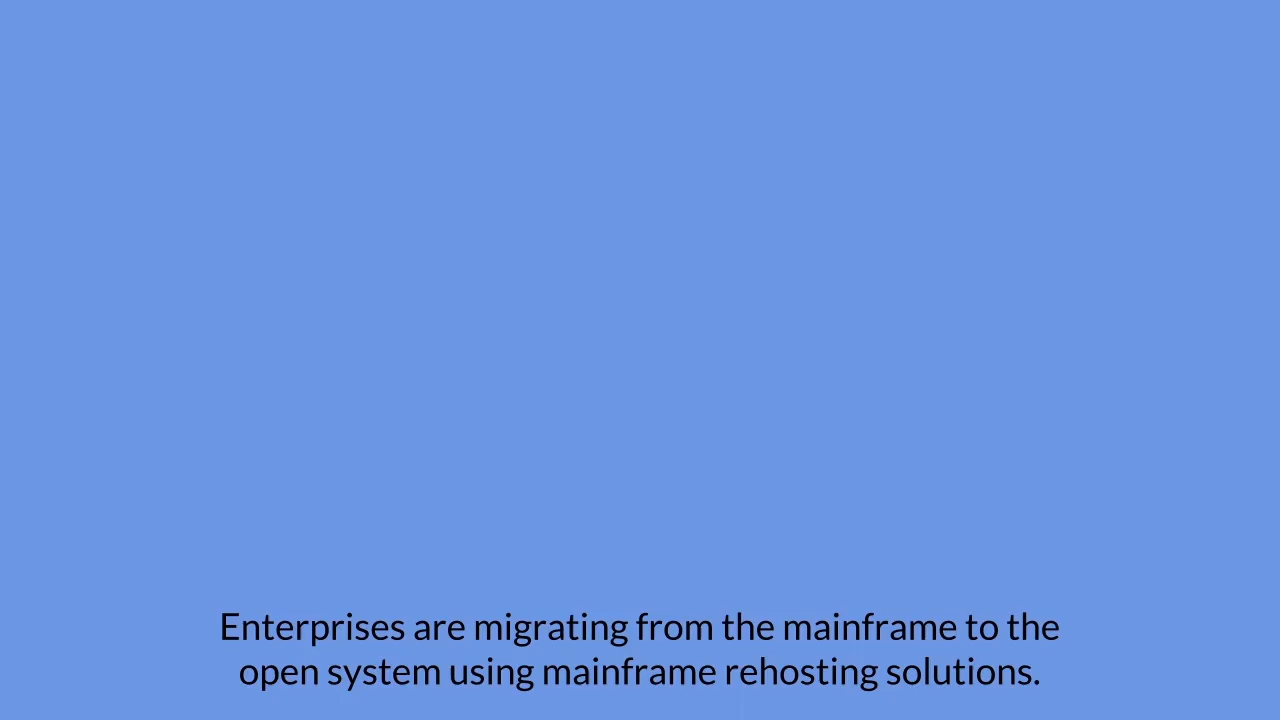 Enterprises are migrating from the mainframe to the
open system using mainframe rehosting solutions.